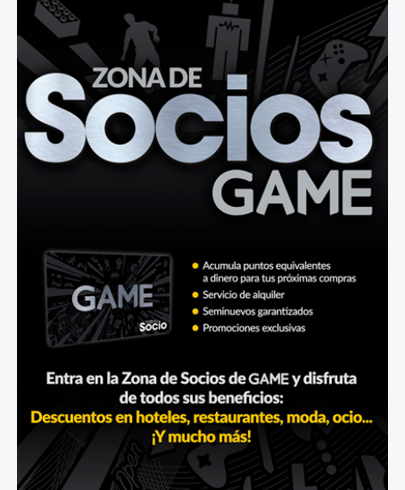 ZONA DE
Socios
GAME
GAME
Socio
Acumula puntos equivalentes
a dinero para tus próximas compras
Servicio de alquiler
Seminuevos garantizados
Promociones exclusivas
Entra en la Zona de Socios de GAME y disfruta
de todos sus beneficios:
Descuentos en hoteles, restaurantes, moda, ocio...
¡Y mucho más!
Open